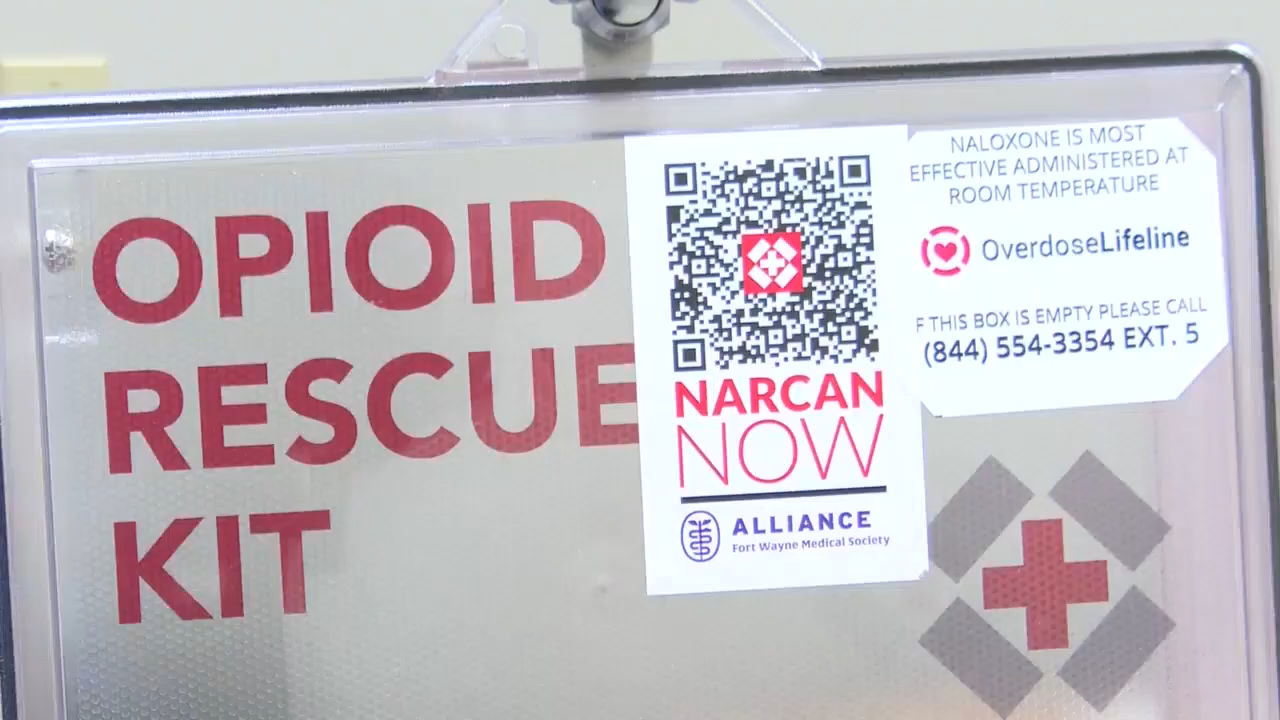 OPIOID
RESCUE
KIT
NARCAN
NOW
ALLIANCE
Fort Wayne Medical Society
NALOXONE IS MOST
EFFECTIVE ADMINISTERED AT
ROOM TEMPERATURE
OverdoseLifeline
F THIS BOX IS EMPTY PLEASE CALL
(844) 554-3354 EXT. 5